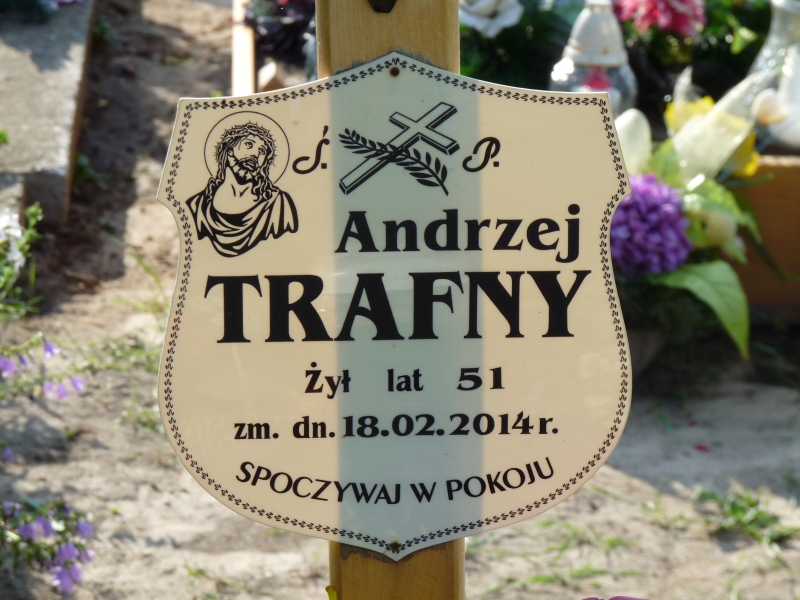 Ś. P.
Andrzej
TRAFNY
Żył lat 51
zm. dn. 18.02.2014 r.
SPOCZYWAJ W POKOJU